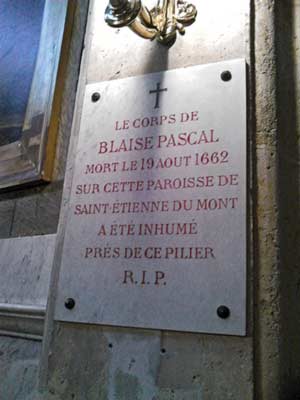 LE CORPS DE
BLAISE PASCAL
MORT LE 19 AOUT 1662
SUR CETTE PAROISSE DE
SAINT-ÉTIENNE DU MONT
A ÉTÉ INHUMÉ
PRÈS DE CE PILIER
R.I.P.